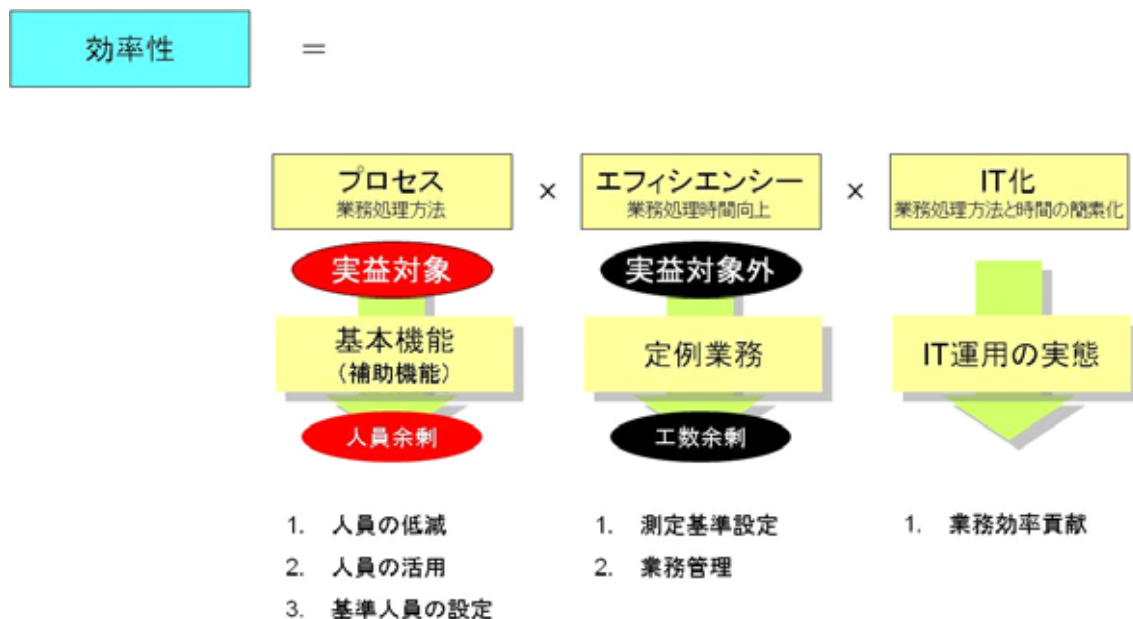 効率性 =
プロセス × エフィシエンシー × IT化
業務処理方法 業務処理時間向上 業務処理方法と時間の簡素化
実益対象 実益対象外
基本機能 定例業務 IT運用の実態
（補助機能）
人員余剰 工数余剰
1. 人員の低減 1. 測定基準設定 1. 業務効率貢献
2. 人員の活用 2. 業務管理
3. 基準人員の設定